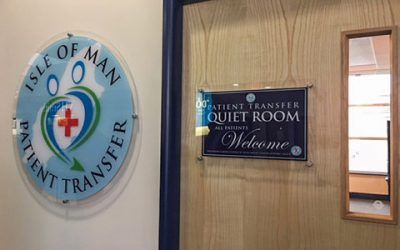 ISLE OF MAN
PATIENT TRANSFER
PATIENT TRANSFER
QUIET ROOM
ALL PATIENTS
Welcome